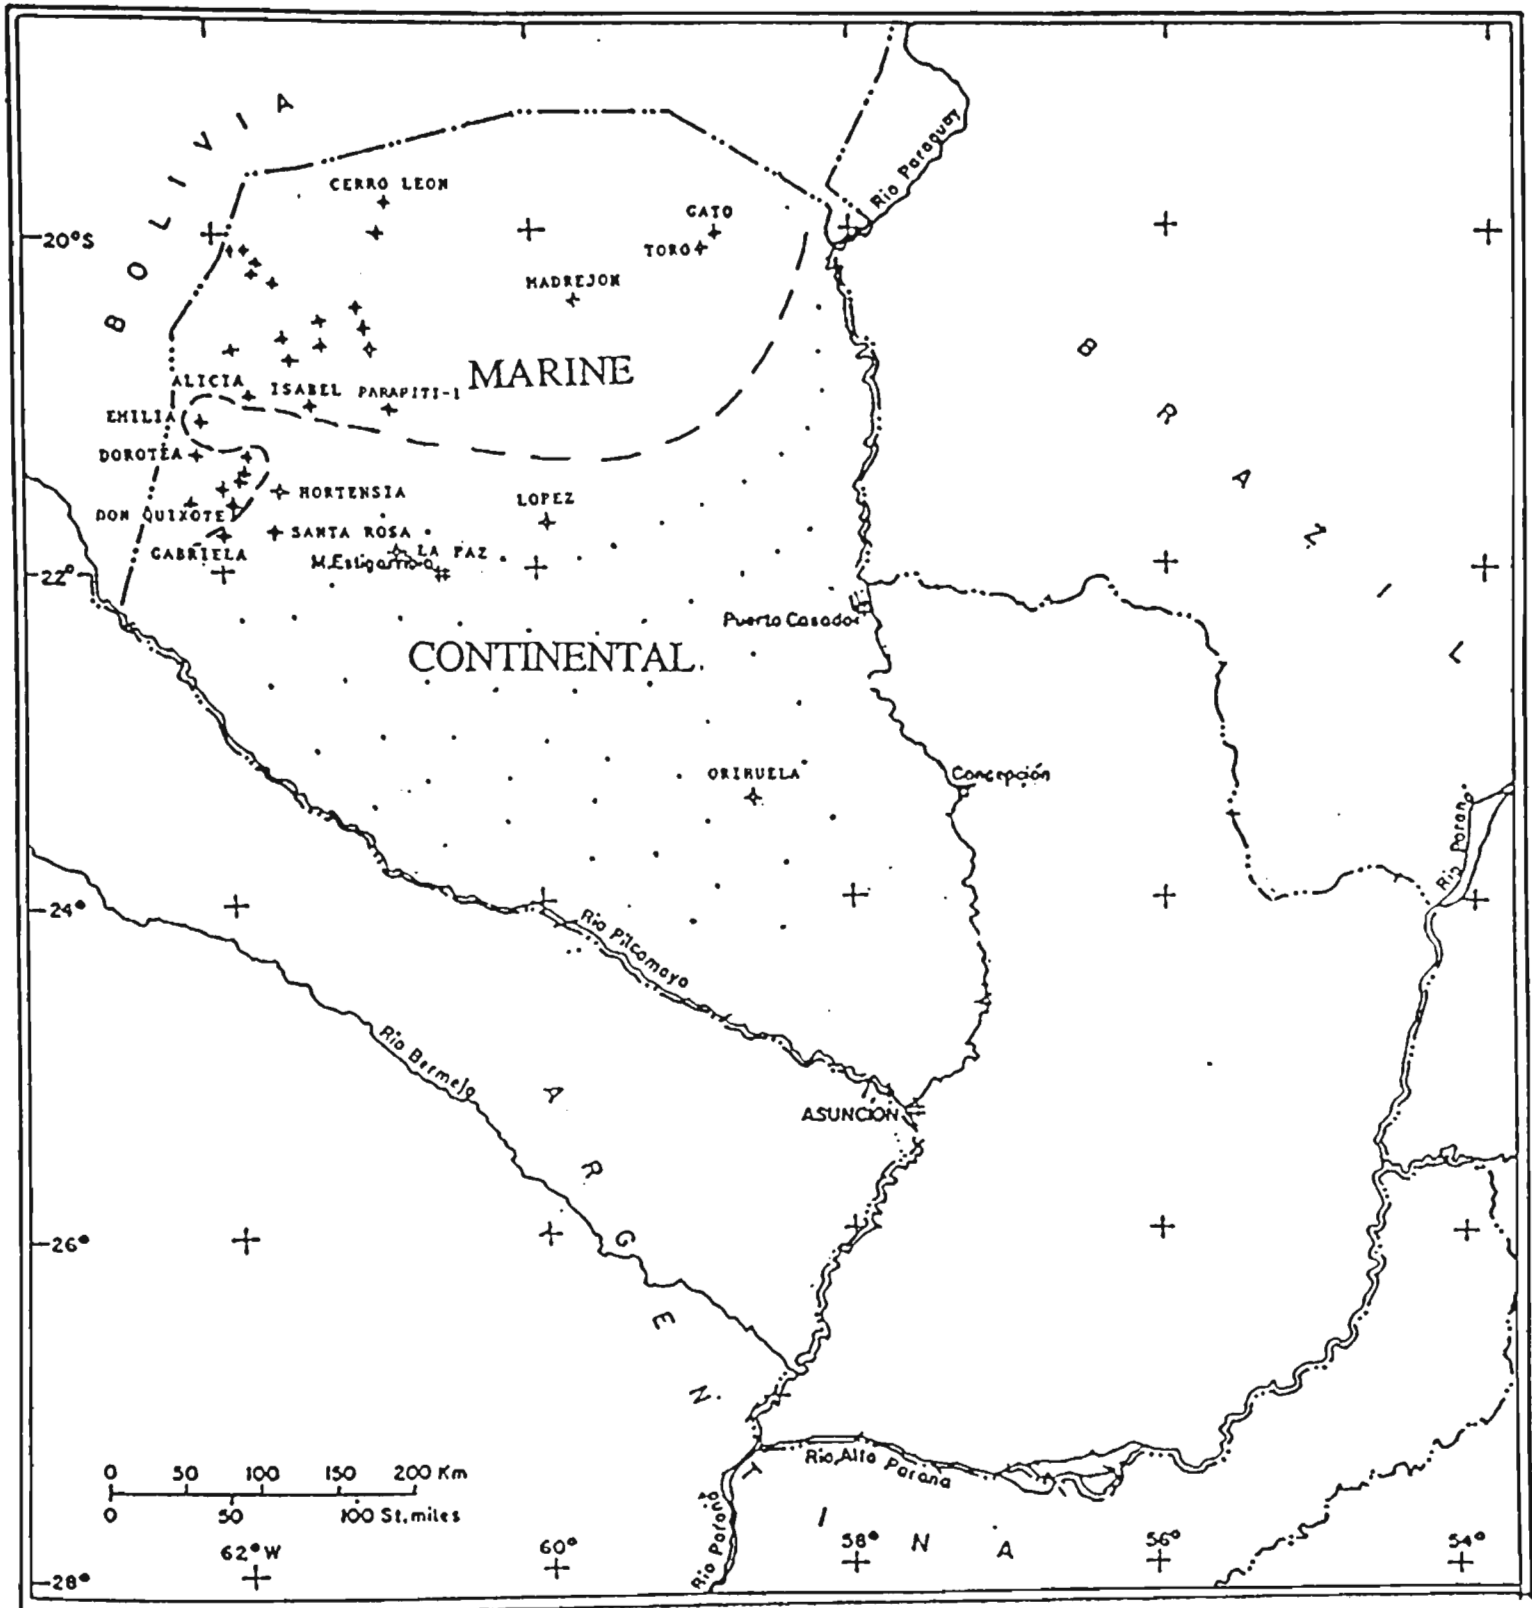 BOLIVIA
Rio Paraguay
CERRO LEON
GATO
TORO
20°S
MADREJON
BRAZIL
MARINE
ALICIA
ISABEL
PARAPITI-1
EMILIA
DOROTEA
HORTENSIA
LOPEZ
DON QUIXOTE
SANTA ROSA
GABRIELA
LA PAZ
M.Estigarribia
22°
Puerto Casado
CONTINENTAL
ORIHUELA
Concepción
Rio Paran
24°
Rio Pilcomayo
Rio Bermejo
ASUNCION
ARGENTINA
26°
Rio Alto Parana
0 50 100 150 200 Km
0 50 100 St.miles
Rio Parana
62°W
60°
58°
56°
54°
28°